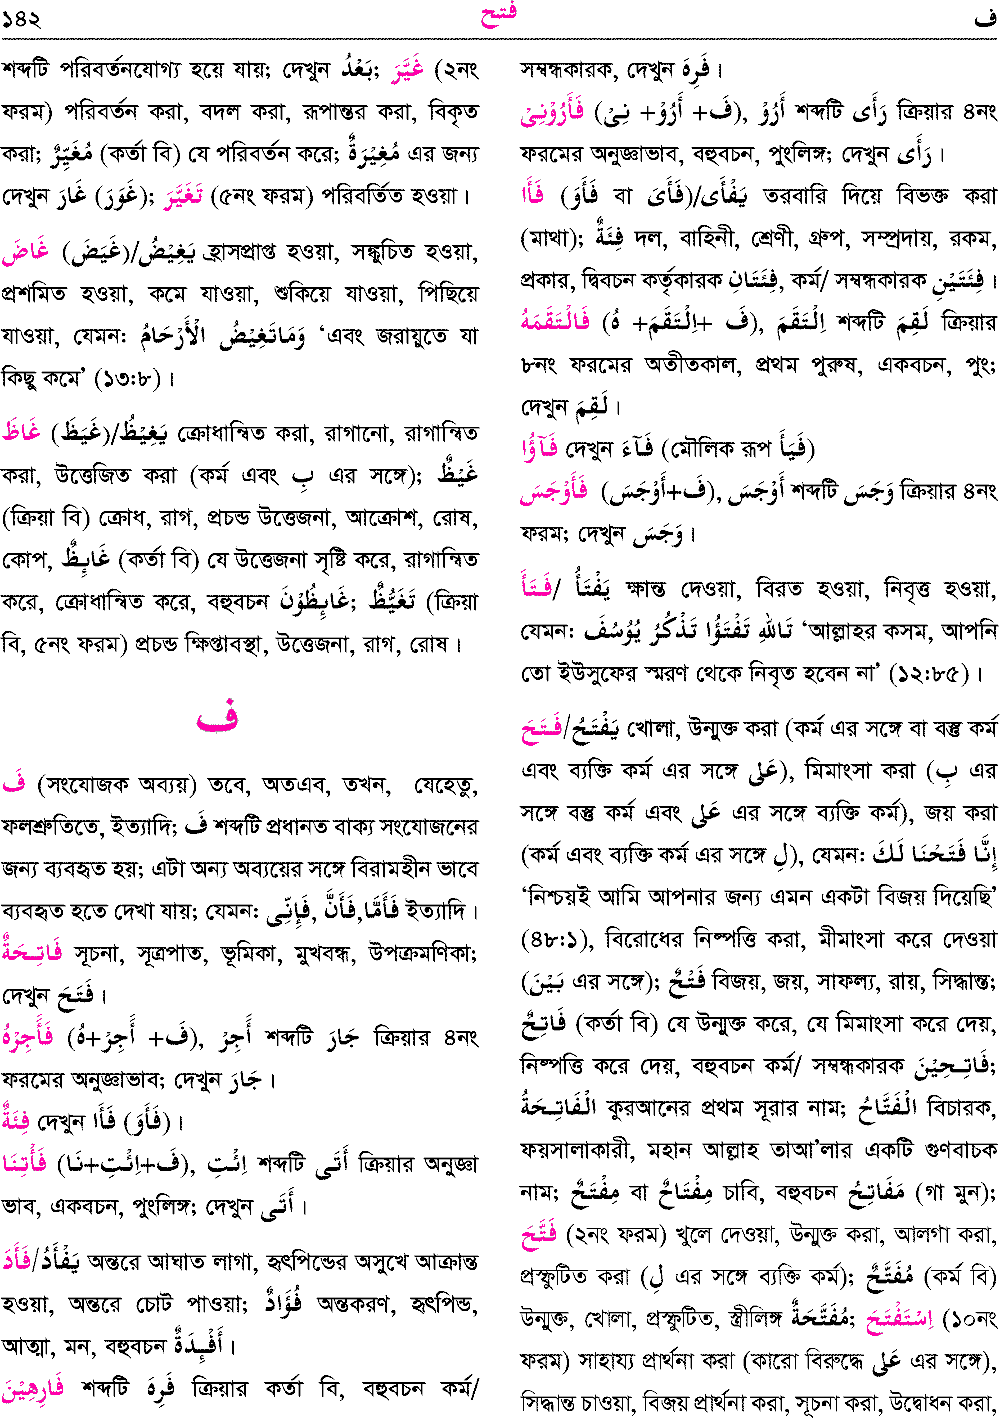 ১৪২ فتح ف
শব্দটি পরিবর্তনযোগ্য হয়ে যায়; দেখুন بَعْدُ; غَيَّرَ (২নং
ফরম) পরিবর্তন করা, বদল করা, রূপান্তর করা, বিকৃত
করা; مُغَيِّرٌ (কর্তা বি) যে পরিবর্তন করে; مُغِيْرَةٌ এর জন্য
দেখুন غَارَ (غَوَرَ); تَغَيَّرَ (৫নং ফরম) পরিবর্তিত হওয়া।
غَاضَ (غَيَضَ)/يَغِيْضُ হ্রাসপ্রাপ্ত হওয়া, সঙ্কুচিত হওয়া,
প্রশমিত হওয়া, কমে যাওয়া, শুকিয়ে যাওয়া, পিছিয়ে
যাওয়া, যেমন: وَمَاتَغِيْضُ الْأَرْحَامُ ‘এবং জরায়ুতে যা
কিছু কমে’ (১৩:৮)।
غَاظَ (غَيَظَ)/يَغِيْظُ ক্রোধান্বিত করা, রাগানো, রাগান্বিত
করা, উত্তেজিত করা (কর্ম এবং بِ এর সঙ্গে); غَيْظٌ
(ক্রিয়া বি) ক্রোধ, রাগ, প্রচন্ড উত্তেজনা, আক্রোশ, রোষ,
কোপ, غَائِظٌ (কর্তা বি) যে উত্তেজনা সৃষ্টি করে, রাগান্বিত
করে, ক্রোধান্বিত করে, বহুবচন غَائِظُوْنَ; تَغَيُّظٌ (ক্রিয়া
বি, ৫নং ফরম) প্রচন্ড ক্ষিপ্তাবস্থা, উত্তেজনা, রাগ, রোষ।
ف
فَ (সংযোজক অব্যয়) তবে, অতএব, তখন, যেহেতু,
ফলশ্রুতিতে, ইত্যাদি; فَ শব্দটি প্রধানত বাক্য সংযোজনের
জন্য ব্যবহৃত হয়; এটা অন্য অব্যয়ের সঙ্গে বিরামহীন ভাবে
ব্যবহৃত হতে দেখা যায়; যেমন: فَإِنِّى, فَأَنَّ, فَأَمَّا ইত্যাদি।
فَاتِحَةٌ সূচনা, সূত্রপাত, ভূমিকা, মুখবন্ধ, উপক্রমণিকা;
দেখুন فَتَحَ।
فَأَجِرْهُ (فَ+ أَجِرْ+هُ), أَجِرْ শব্দটি جَارَ ক্রিয়ার ৪নং
ফরমের অনুজ্ঞাভাব; দেখুন جَارَ।
فِئَةٌ দেখুন فَأَا (فَأَوَ)।
فَأْتِنَا (فَ+اِئْتِ+نَا), اِئْتِ শব্দটি أَتَى ক্রিয়ার অনুজ্ঞা
ভাব, একবচন, পুংলিঙ্গ; দেখুন أَتَى।
فَأَدَ/يَفْأَدُ অন্তরে আঘাত লাগা, হৃৎপিন্ডের অসুখে আক্রান্ত
হওয়া, অন্তরে চোট পাওয়া; فُؤَادٌ অন্তকরণ, হৃৎপিন্ড,
আত্মা, মন, বহুবচন أَفْئِدَةٌ।
فَارِهِيْنَ শব্দটি فَرِهَ ক্রিয়ার কর্তা বি, বহুবচন কর্ম/
সম্বন্ধকারক, দেখুন فَرِهَ।
فَأَرُوْنِىْ (فَ+ أَرُوْ+ نِىْ), أَرُوْ শব্দটি رَأَى ক্রিয়ার ৪নং
ফরমের অনুজ্ঞাভাব, বহুবচন, পুংলিঙ্গ; দেখুন رَأَى।
فَأَا (فَأَوَ বা فَأَىَ)/يَفْأَى তরবারি দিয়ে বিভক্ত করা
(মাথা); فِئَةٌ দল, বাহিনী, শ্রেণী, গ্রুপ, সম্প্রদায়, রকম,
প্রকার, দ্বিবচন কর্তৃকারক فِئَتَانِ, কর্ম/ সম্বন্ধকারক فِئَتَيْنِ।
فَالْتَقَمَهُ (فَ +اِلْتَقَمَ+ هُ), اِلْتَقَمَ শব্দটি لَقِمَ ক্রিয়ার
৮নং ফরমের অতীতকাল, প্রথম পুরুষ, একবচন, পুং;
দেখুন لَقِمَ।
فَآؤُا দেখুন فَآءَ (মৌলিক রূপ فَيَأَ)
فَأَوْجَسَ (فَ+أَوْجَسَ), أَوْجَسَ শব্দটি وَجَسَ ক্রিয়ার ৪নং
ফরম; দেখুন وَجَسَ।
فَتَأَ/ يَفْتَأُ ক্ষান্ত দেওয়া, বিরত হওয়া, নিবৃত্ত হওয়া,
যেমন: تَاللهِ تَفْتَؤُا تَذْكُرُ يُوْسُفَ ‘আল্লাহর কসম, আপনি
তো ইউসুফের স্মরণ থেকে নিবৃত হবেন না’ (১২:৮৫)।
فَتَحَ/يَفْتَحُ খোলা, উন্মুক্ত করা (কর্ম এর সঙ্গে বা বস্তু কর্ম
এবং ব্যক্তি কর্ম এর সঙ্গে عَلَى), মিমাংসা করা (بِ এর
সঙ্গে বস্তু কর্ম এবং عَلَى এর সঙ্গে ব্যক্তি কর্ম), জয় করা
(কর্ম এবং ব্যক্তি কর্ম এর সঙ্গে لِ), যেমন: إِنَّا فَتَحْنَا لَكَ
‘নিশ্চয়ই আমি আপনার জন্য এমন একটা বিজয় দিয়েছি’
(৪৮:১), বিরোধের নিষ্পত্তি করা, মীমাংসা করে দেওয়া
(بَيْنَ এর সঙ্গে); فَتْحٌ বিজয়, জয়, সাফল্য, রায়, সিদ্ধান্ত;
فَاتِحٌ (কর্তা বি) যে উন্মুক্ত করে, যে মিমাংসা করে দেয়,
নিষ্পত্তি করে দেয়, বহুবচন কর্ম/ সম্বন্ধকারক فَاتِحِيْنَ;
الْفَاتِحَةُ কুরআনের প্রথম সূরার নাম; الْفَتَّاحُ বিচারক,
ফয়সালাকারী, মহান আল্লাহ তাআ’লার একটি গুণবাচক
নাম; مِفْتَحٌ বা مِفْتَاحٌ চাবি, বহুবচন مَفَاتِحُ (গা মুন);
فَتَّحَ (২নং ফরম) খুলে দেওয়া, উন্মুক্ত করা, আলগা করা,
প্রস্ফুটিত করা (لِ এর সঙ্গে ব্যক্তি কর্ম); مُفَتَّحٌ (কর্ম বি)
উন্মুক্ত, খোলা, প্রস্ফুটিত, স্ত্রীলিঙ্গ مُفَتَّحَةٌ; اِسْتَفْتَحَ (১০নং
ফরম) সাহায্য প্রার্থনা করা (কারো বিরুদ্ধে عَلَى এর সঙ্গে),
সিদ্ধান্ত চাওয়া, বিজয় প্রার্থনা করা, সূচনা করা, উদ্বোধন করা,